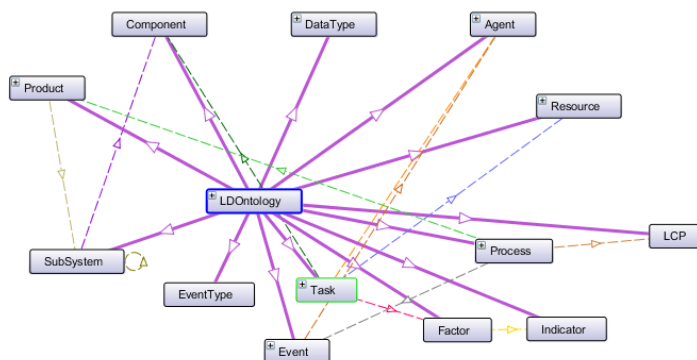 Component
DataType
Agent
Product
Resource
LDOntology
LCP
Process
SubSystem
EventType
Task
Factor
Indicator
Event